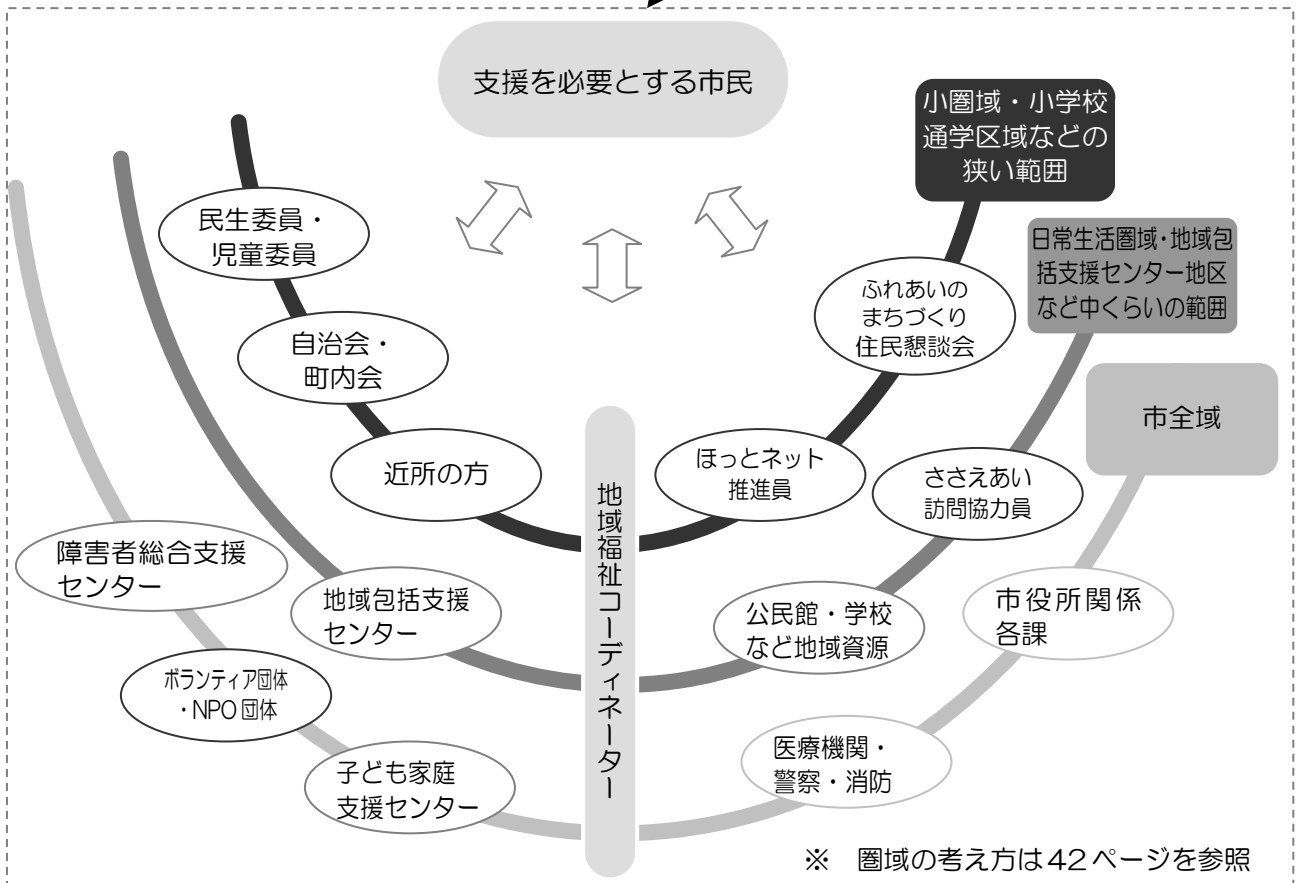 支援を必要とする市民
小圏域・小学校
通学区域などの
狭い範囲
民生委員・
児童委員
日常生活圏域・地域包
括支援センター地区
など中くらいの範囲
ふれあいの
まちづくり
住民懇談会
自治会・
町内会
市全域
近所の方
ほっとネット
推進員
ささえあい
訪問協力員
地域福祉コーディネーター
障害者総合支援
センター
地域包括支援
センター
公民館・学校
など地域資源
市役所関係
各課
ボランティア団体
・NPO団体
子ども家庭
支援センター
医療機関・
警察・消防
※　圏域の考え方は42ページを参照